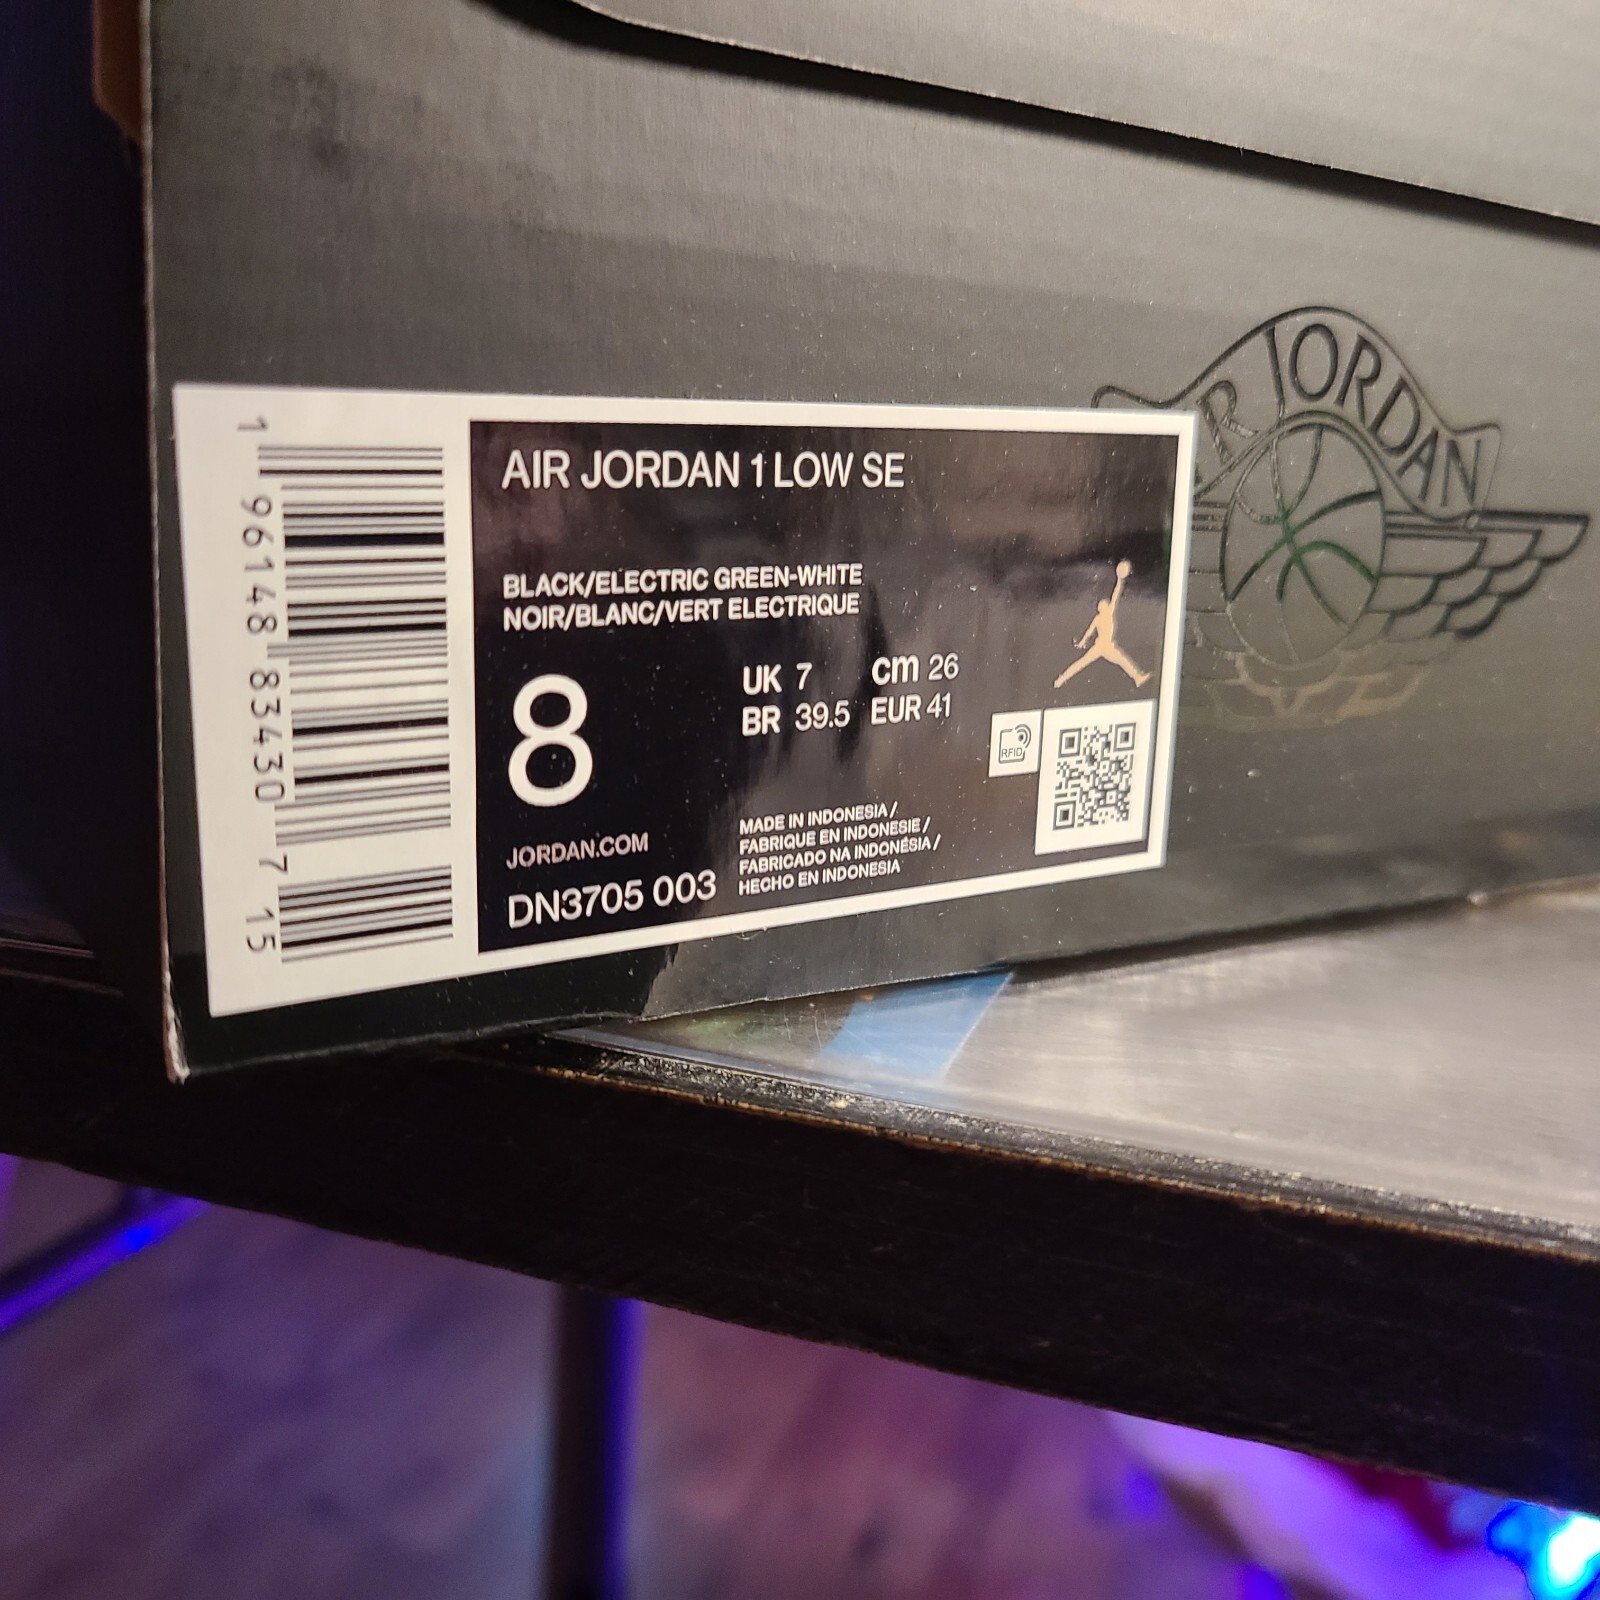 AIR JORDAN
1 96148 83430 7 15
AIR JORDAN 1 LOW SE
BLACK/ELECTRIC GREEN-WHITE
NOIR/BLANC/VERT ELECTRIQUE
8
UK 7 cm 26
BR 39.5 EUR 41
RFID
JORDAN.COM
DN3705 003
MADE IN INDONESIA /
FABRIQUE EN INDONESIE /
FABRICADO NA INDONÉSIA /
HECHO EN INDONESIA